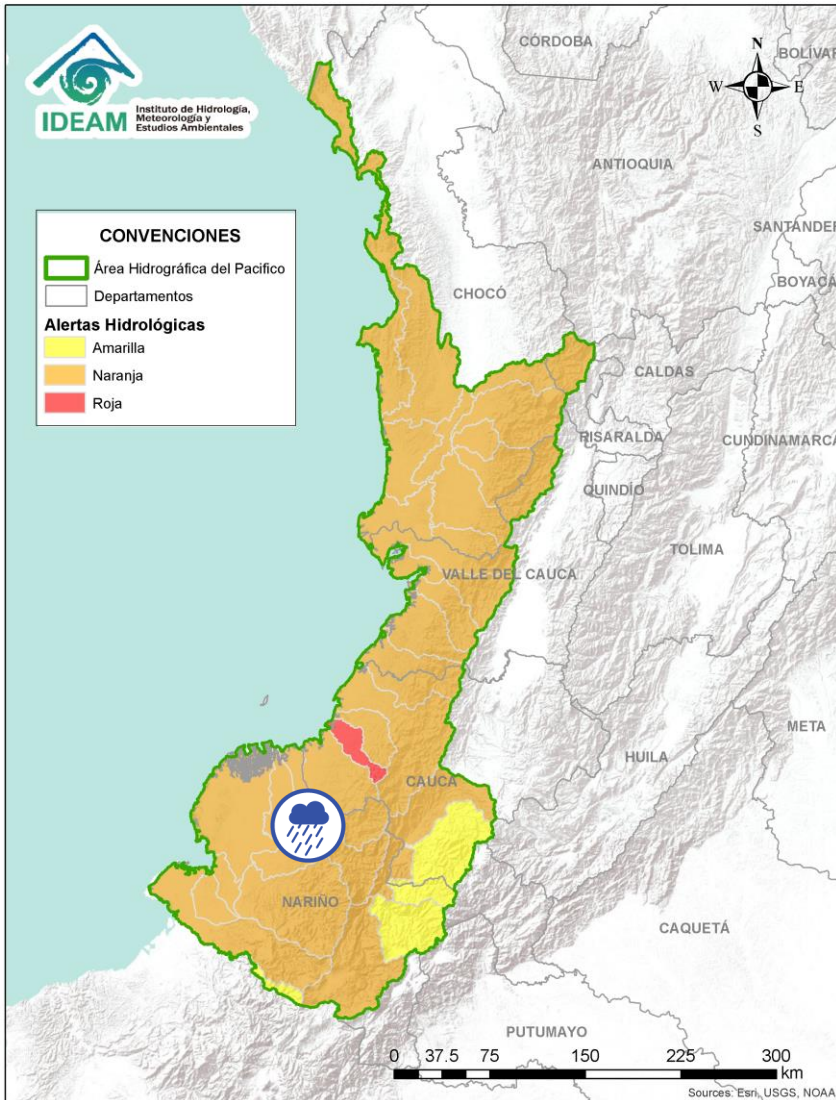 IDEAM
Instituto de Hidrología,
Meteorología y
Estudios Ambientales
N
W E
S
CÓRDOBA
BOLÍVAR
ANTIOQUIA
SANTANDER
BOYACÁ
CHOCÓ
CONVENCIONES
Área Hidrográfica del Pacifico
Departamentos
Alertas Hidrológicas
Amarilla
Naranja
Roja
CALDAS
RISARALDA
CUNDINAMARCA
QUINDÍO
TOLIMA
VALLE DEL CAUCA
META
HUILA
CAUCA
NARIÑO
CAQUETÁ
PUTUMAYO
0 37.5 75 150 225 300
km
Sources: Esri, USGS, NOAA